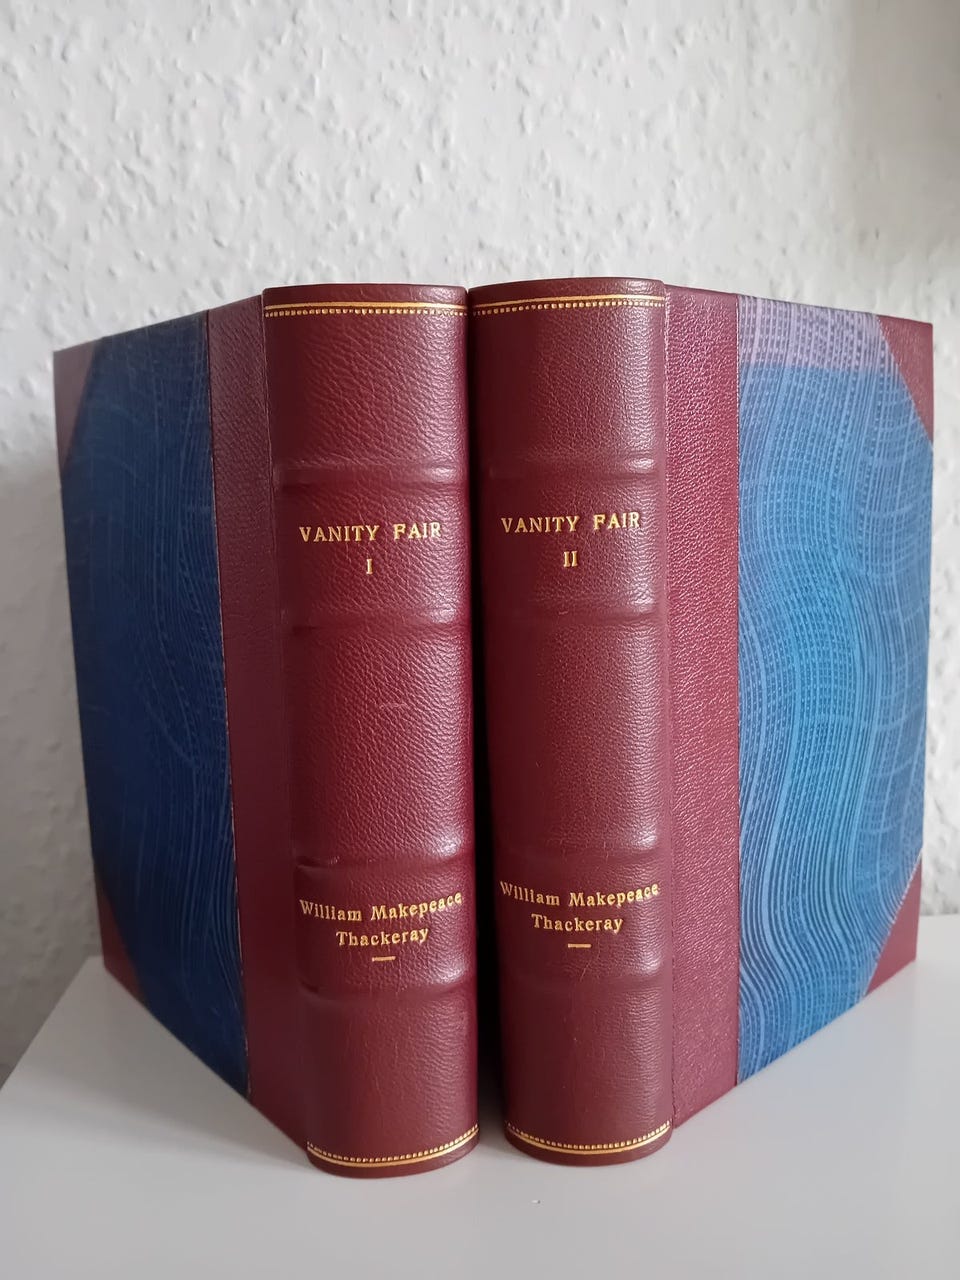 VANITY FAIR
I
William Makepeace
Thackeray
VANITY FAIR
II
William Makepeace
Thackeray